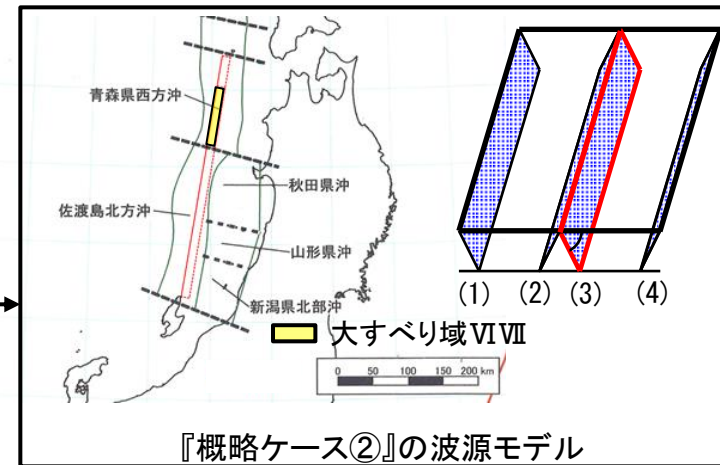 青森県西方沖
秋田県沖
佐渡島北方沖
山形県沖
新潟県北部沖
大すべり域ⅥⅦ
0 50 100 150 200 km
(1) (2) (3) (4)
『概略ケース②』の波源モデル